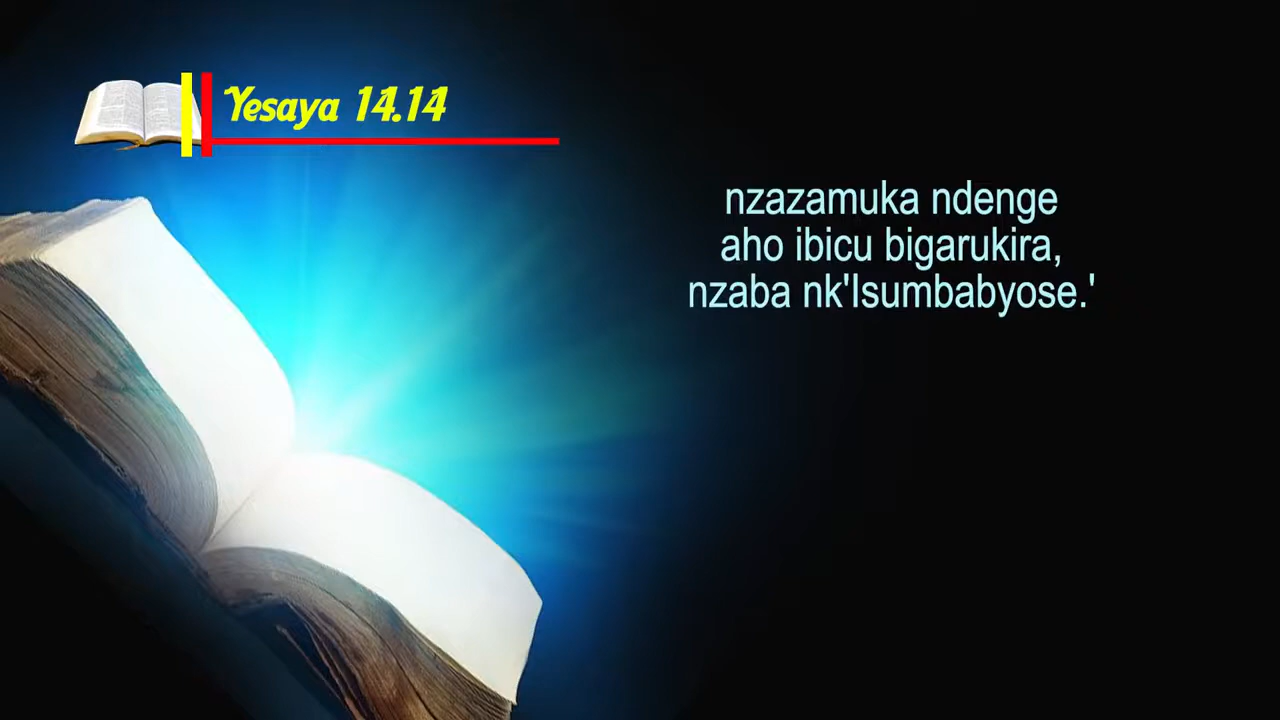 Yesaya 14.14
nzazamuka ndenge
aho ibicu bigarukira,
nzaba nk'Isumbabyose.'